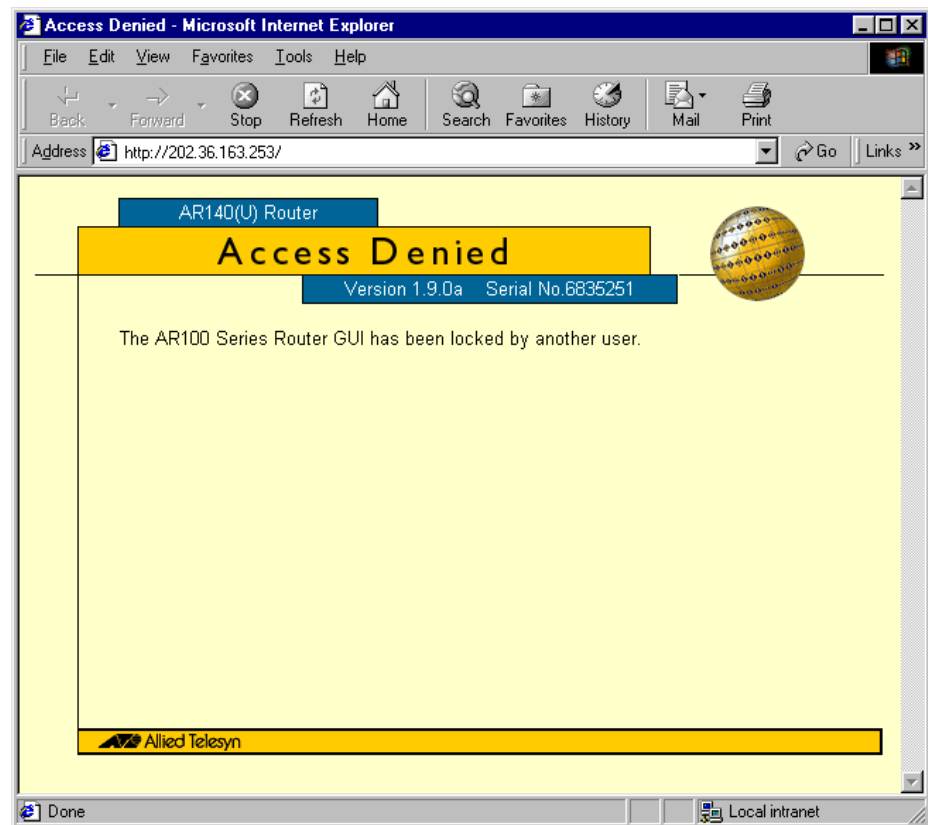 Access Denied - Microsoft Internet Explorer
File Edit View Favorites Tools Help
Back Forward Stop Refresh Home Search Favorites History Mail Print
Address http://202.36.163.253/ Go Links »
AR140(U) Router
Access Denied
Version 1.9.0a Serial No.6835251
The AR100 Series Router GUI has been locked by another user.
Allied Telesyn
Done Local intranet